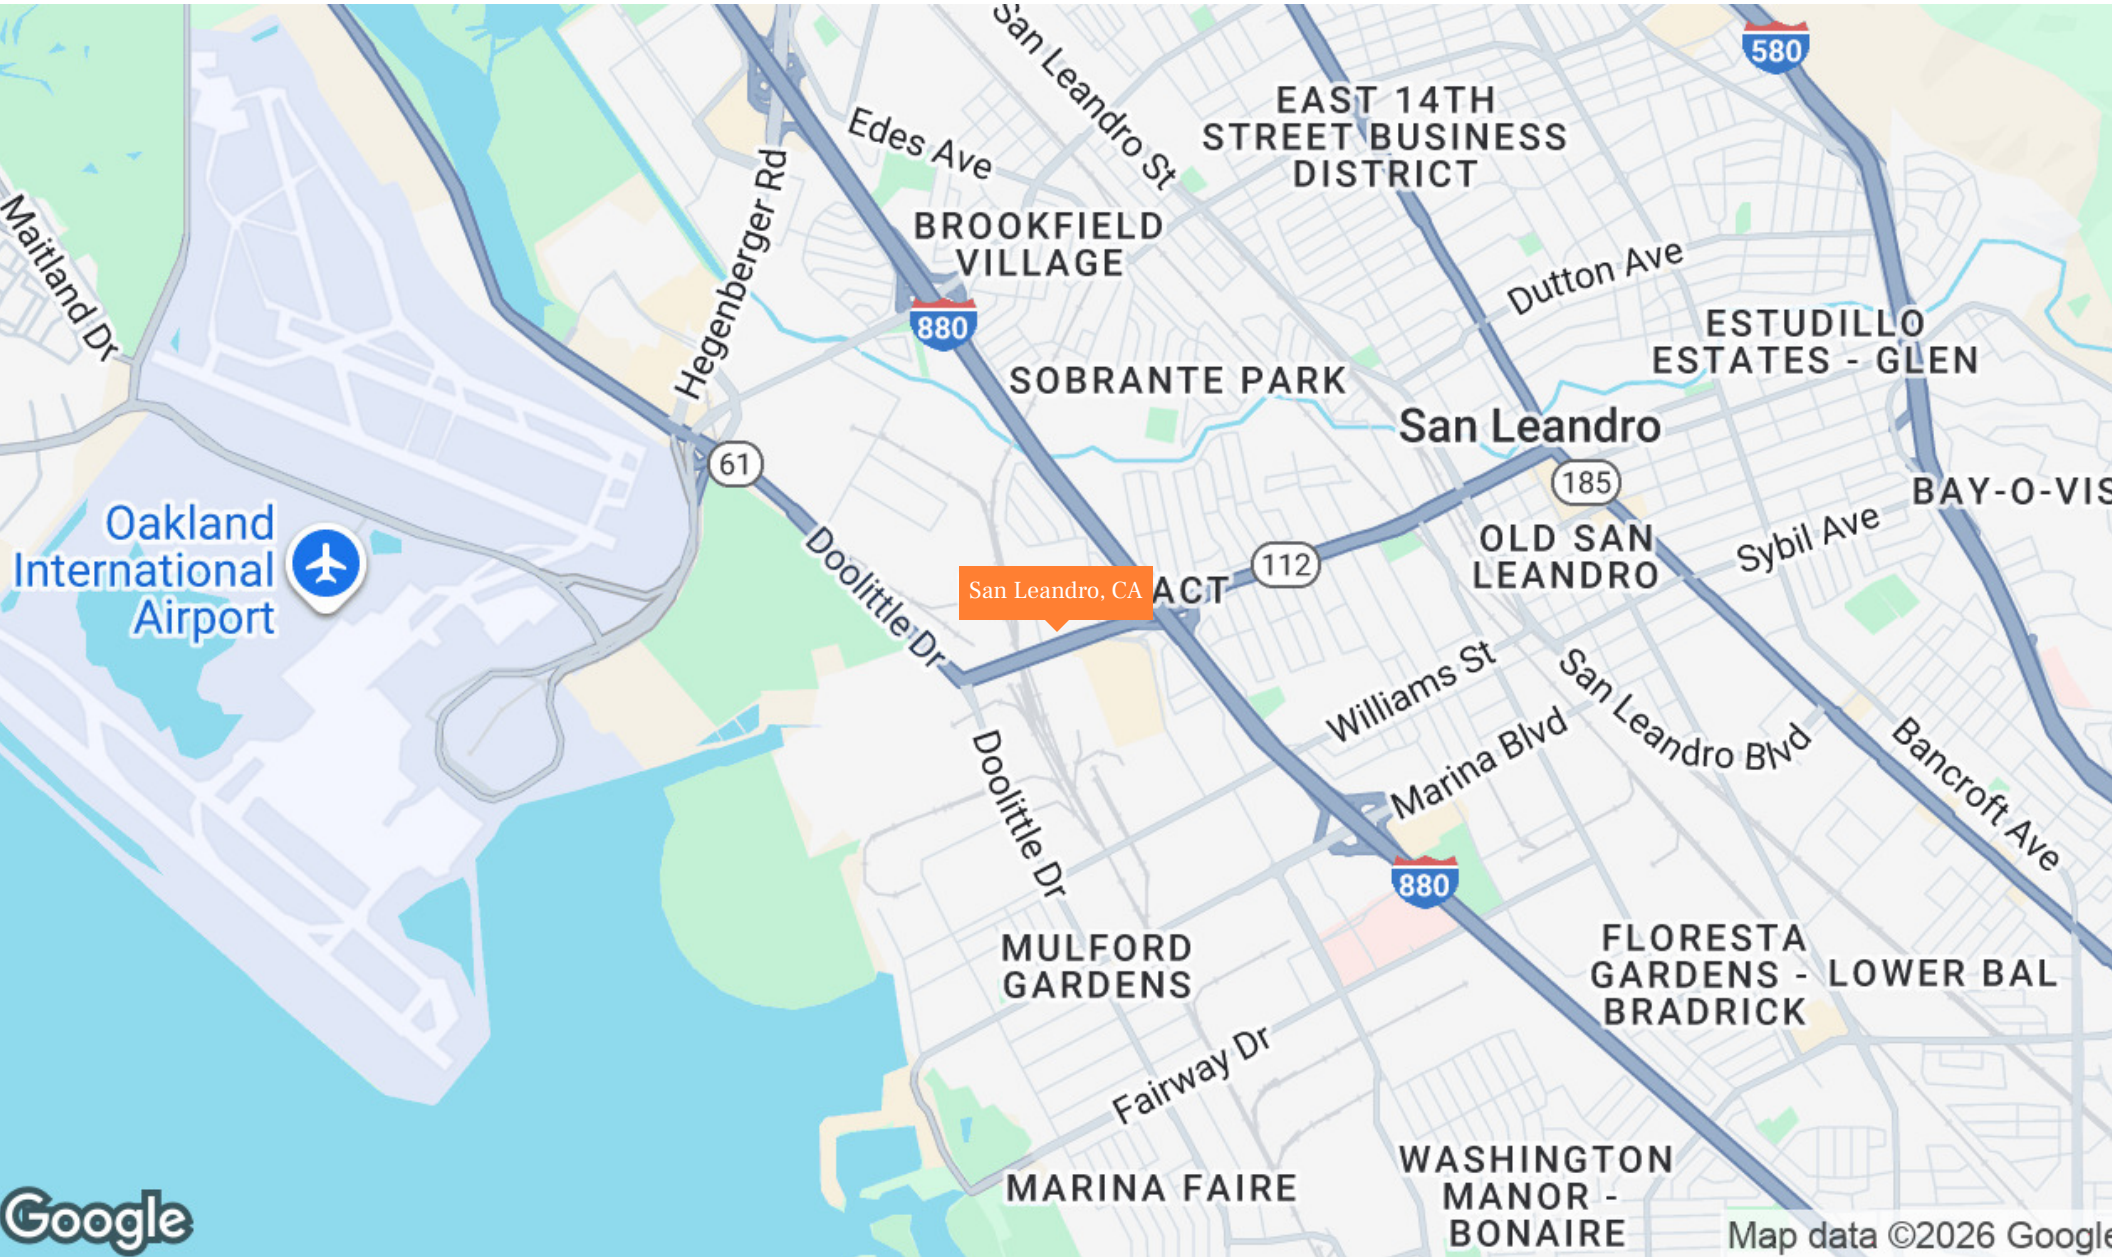 San Leandro St
580
EAST 14TH
STREET BUSINESS
DISTRICT
Edes Ave
Hegenberger Rd
Maitland Dr
BROOKFIELD
VILLAGE
Dutton Ave
880
ESTUDILLO
ESTATES - GLEN
SOBRANTE PARK
San Leandro
61
185
BAY-O-VIS
Oakland
International
Airport
Doolittle Dr
112
OLD SAN
LEANDRO
Sybil Ave
San Leandro, CA
ACT
Williams St
San Leandro Blvd
Marina Blvd
Bancroft Ave
Doolittle Dr
880
MULFORD
GARDENS
FLORESTA
GARDENS -
BRADRICK
LOWER BAL
Fairway Dr
MARINA FAIRE
WASHINGTON
MANOR -
BONAIRE
Google
Map data ©2026 Google